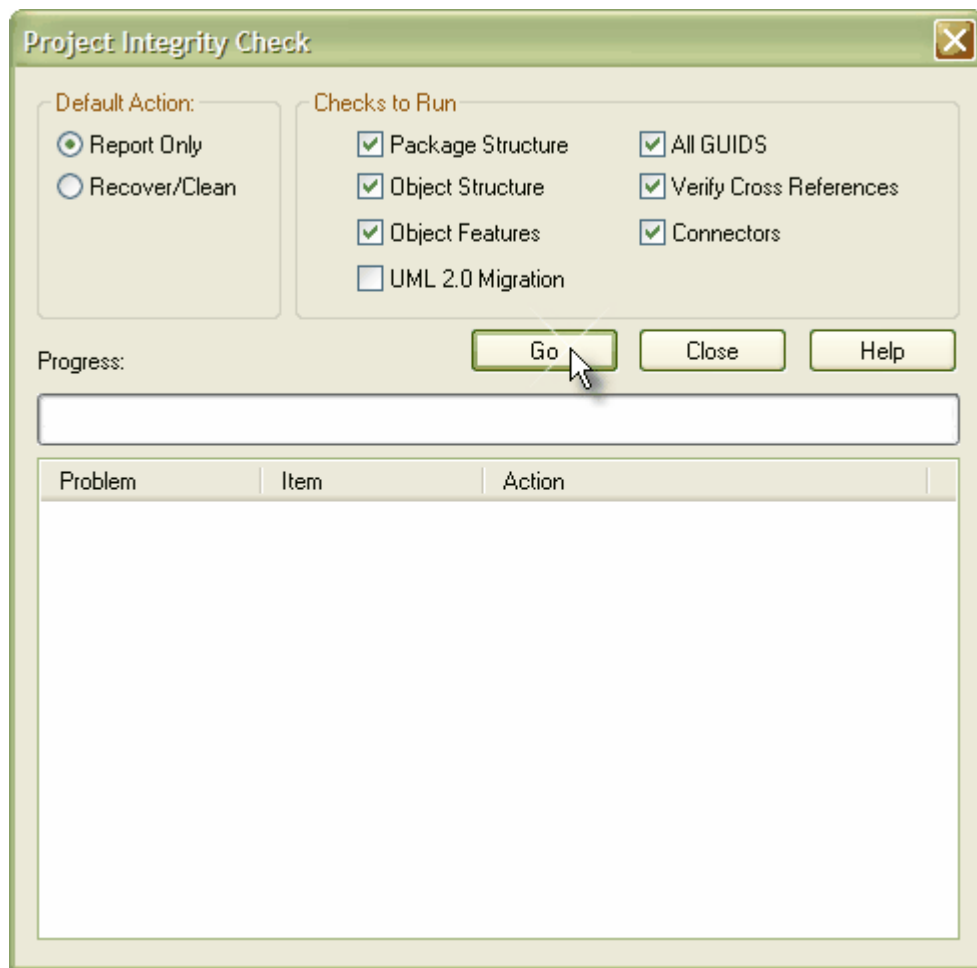 Project Integrity Check
Default Action:
Report Only
Recover/Clean
Checks to Run
Package Structure
Object Structure
Object Features
UML 2.0 Migration
All GUIDS
Verify Cross References
Connectors
Go
Close
Help
Progress:
Problem
Item
Action